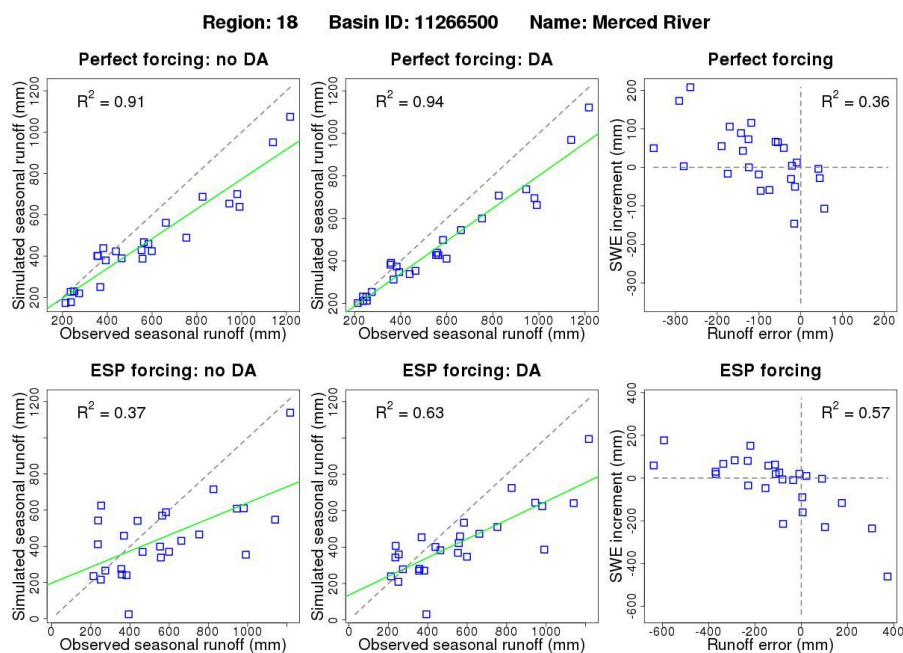 Region: 18 Basin ID: 11266500 Name: Merced River
Perfect forcing: no DA
R² = 0.91
Simulated seasonal runoff (mm)
200 400 600 800 1000 1200
200 400 600 800 1000 1200
Observed seasonal runoff (mm)
Perfect forcing: DA
R² = 0.94
Simulated seasonal runoff (mm)
200 400 600 800 1000 1200
200 400 600 800 1000 1200
Observed seasonal runoff (mm)
Perfect forcing
R² = 0.36
SWE increment (mm)
-300 -100 0 100 200
-300 -200 -100 0 100 200
Runoff error (mm)
ESP forcing: no DA
R² = 0.37
Simulated seasonal runoff (mm)
0 200 400 600 800 1200
0 200 400 600 800 1000 1200
Observed seasonal runoff (mm)
ESP forcing: DA
R² = 0.63
Simulated seasonal runoff (mm)
0 200 400 600 800 1200
0 200 400 600 800 1000 1200
Observed seasonal runoff (mm)
ESP forcing
R² = 0.57
SWE increment (mm)
-600 -400 -200 0 200 400
-600 -400 -200 0 200 400
Runoff error (mm)